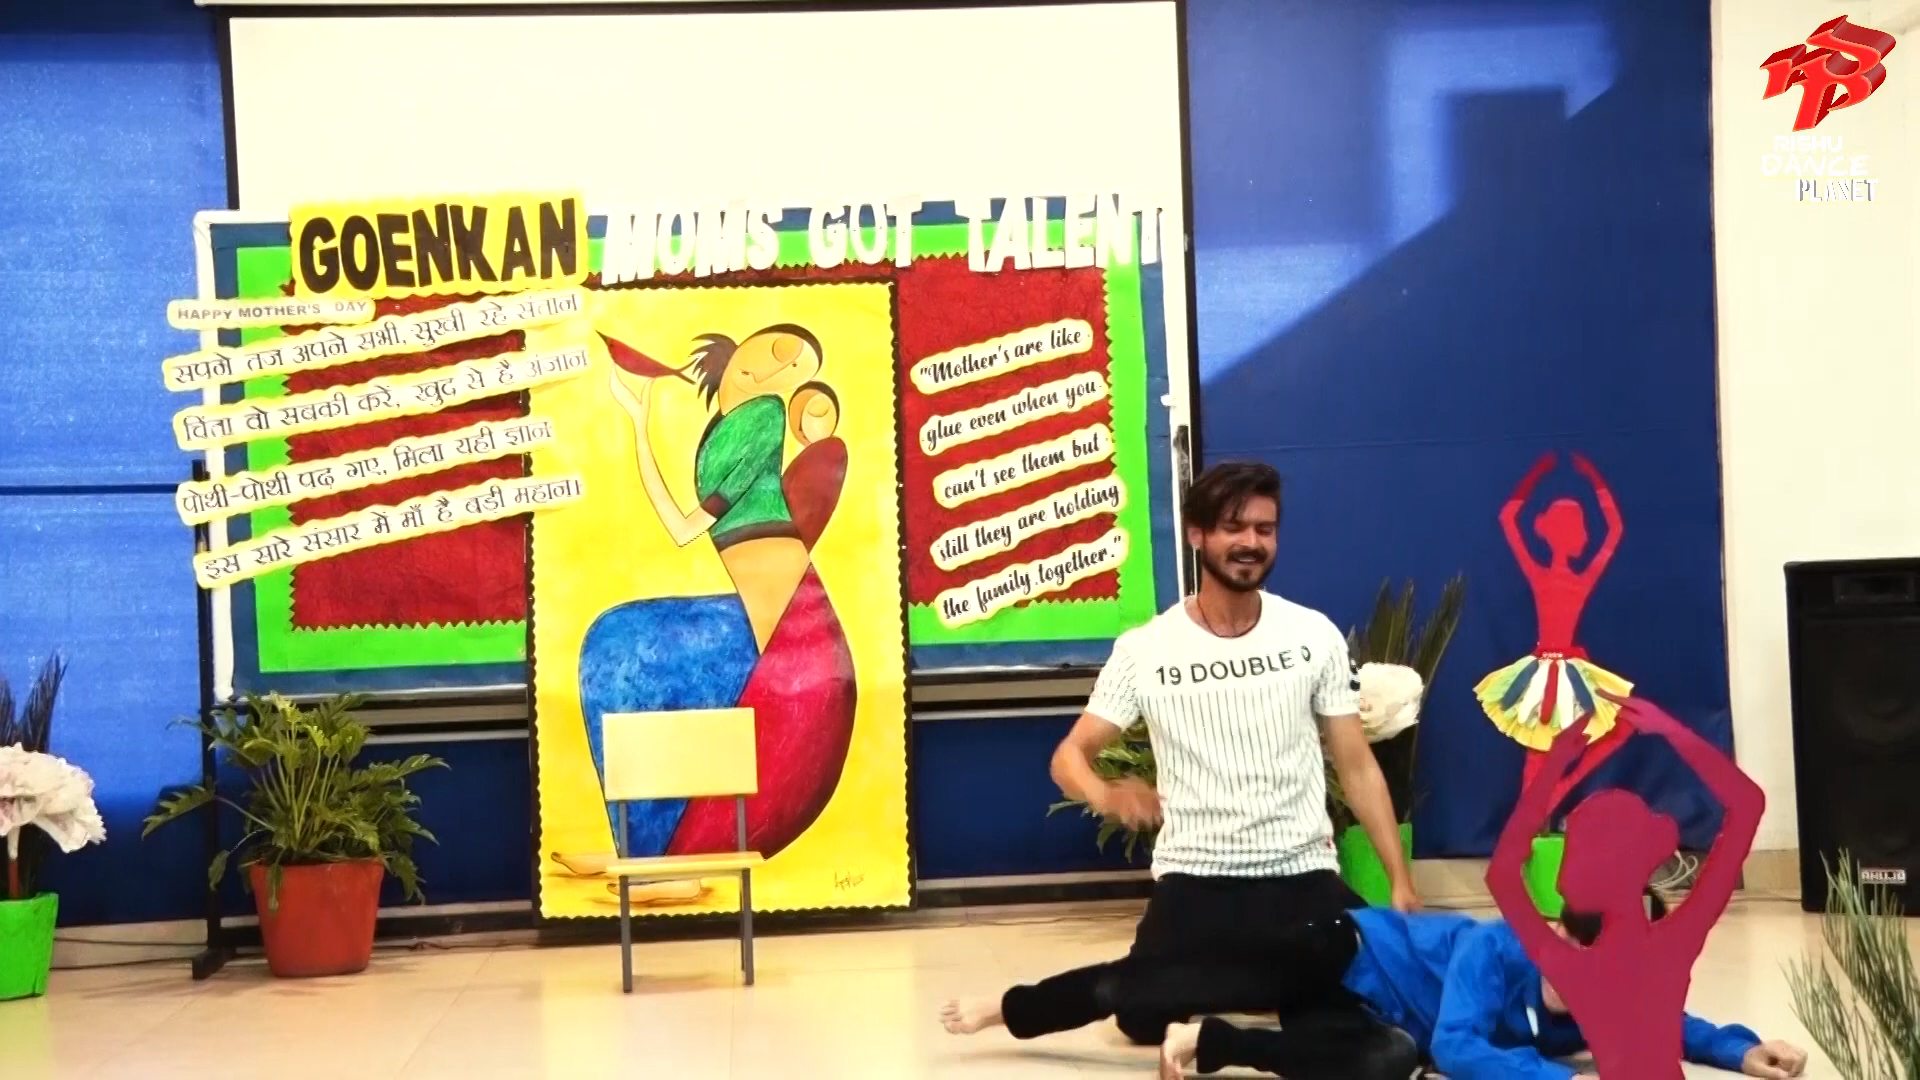 GOENKAN MOMS GOT TALENT
HAPPY MOTHER'S DAY
सपने तज अपने सभी, सुखी रहे संतान
चिंता वो सबकी करें, खुद से है अंजान
पोथी-पोथी पढ़ गए, मिला यही ज्ञान
इस सारे संसार में माँ है बड़ी महान।
"Mother's are like
glue even when you
can't see them but
still they are holding
the family together."
19 DOUBLE 9
RISHU
DANCE
PLANET
ANUJA